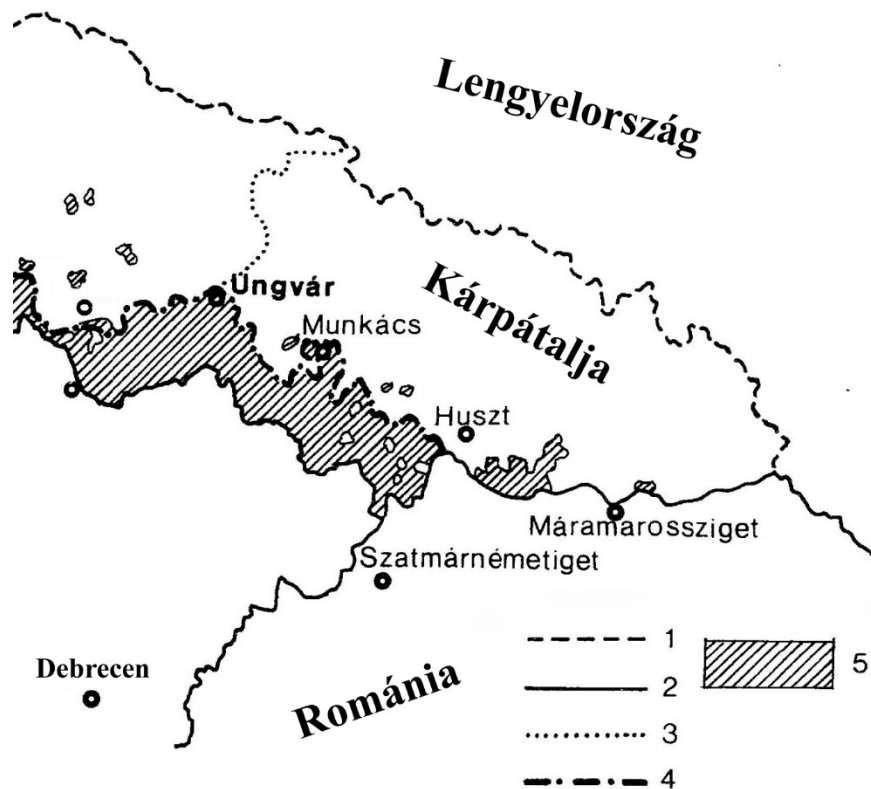 Lengyelország
Kárpátalja
Ungvár
Munkács
Huszt
Máramarossziget
Szatmárnémetiget
Debrecen
Románia
1
2
3
4
5